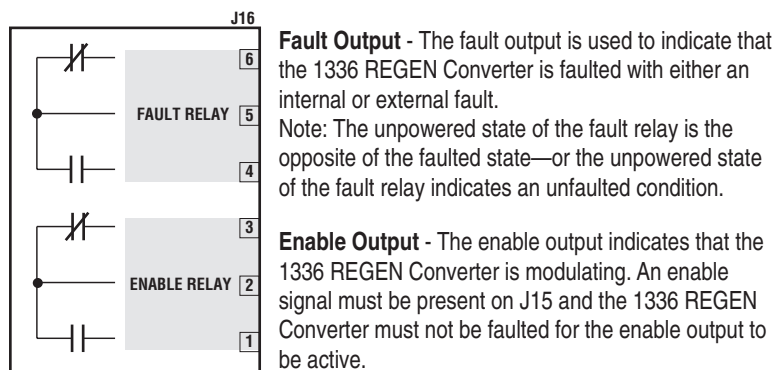 J16
6
FAULT RELAY 5
4
3
ENABLE RELAY 2
1
Fault Output - The fault output is used to indicate that
the 1336 REGEN Converter is faulted with either an
internal or external fault.
Note: The unpowered state of the fault relay is the
opposite of the faulted state—or the unpowered state
of the fault relay indicates an unfaulted condition.
Enable Output - The enable output indicates that the
1336 REGEN Converter is modulating. An enable
signal must be present on J15 and the 1336 REGEN
Converter must not be faulted for the enable output to
be active.